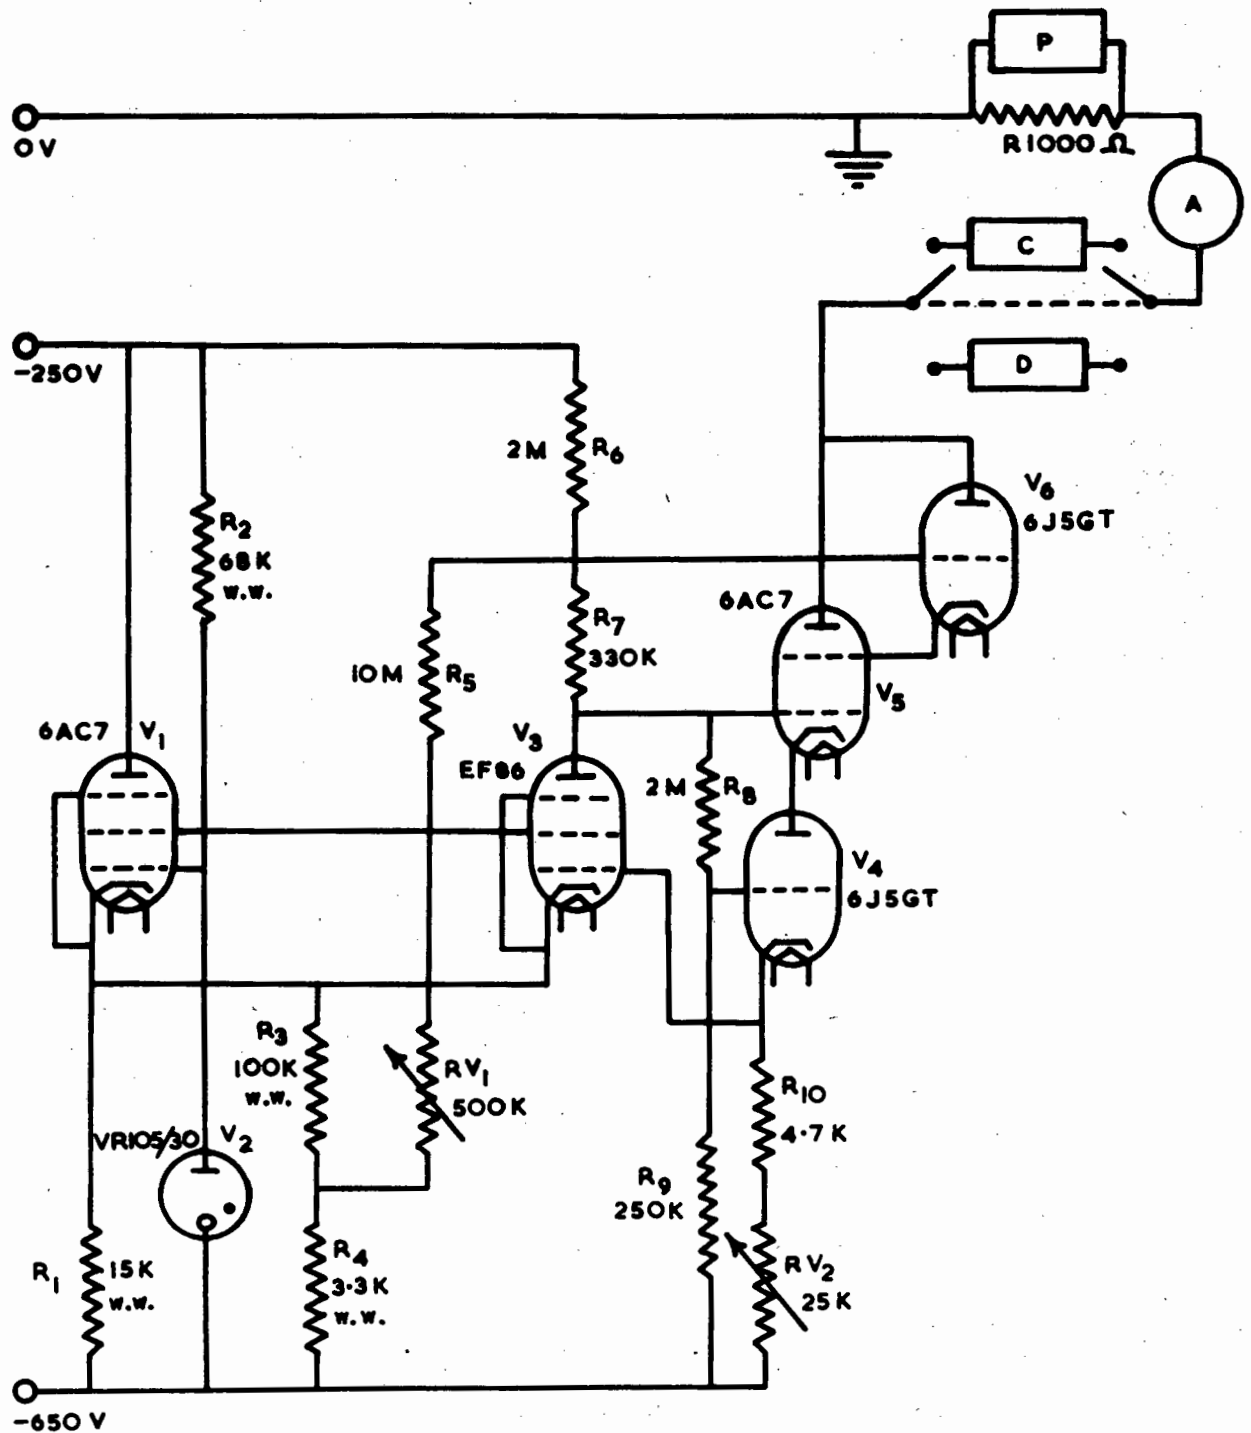 P
0V
R1000Ω
A
C
-250V
D
2M R6
V6
6J5GT
R2
68K
w.w.
6AC7
R7
330K
10M R5
V5
6AC7 V1
V3
EF86
2M R8
V4
6J5GT
R3
100K
w.w.
RV1
500K
R10
4.7K
VR105/30 V2
R9
250K
R4
3.3K
w.w.
RV2
25K
R1
15K
w.w.
-650V